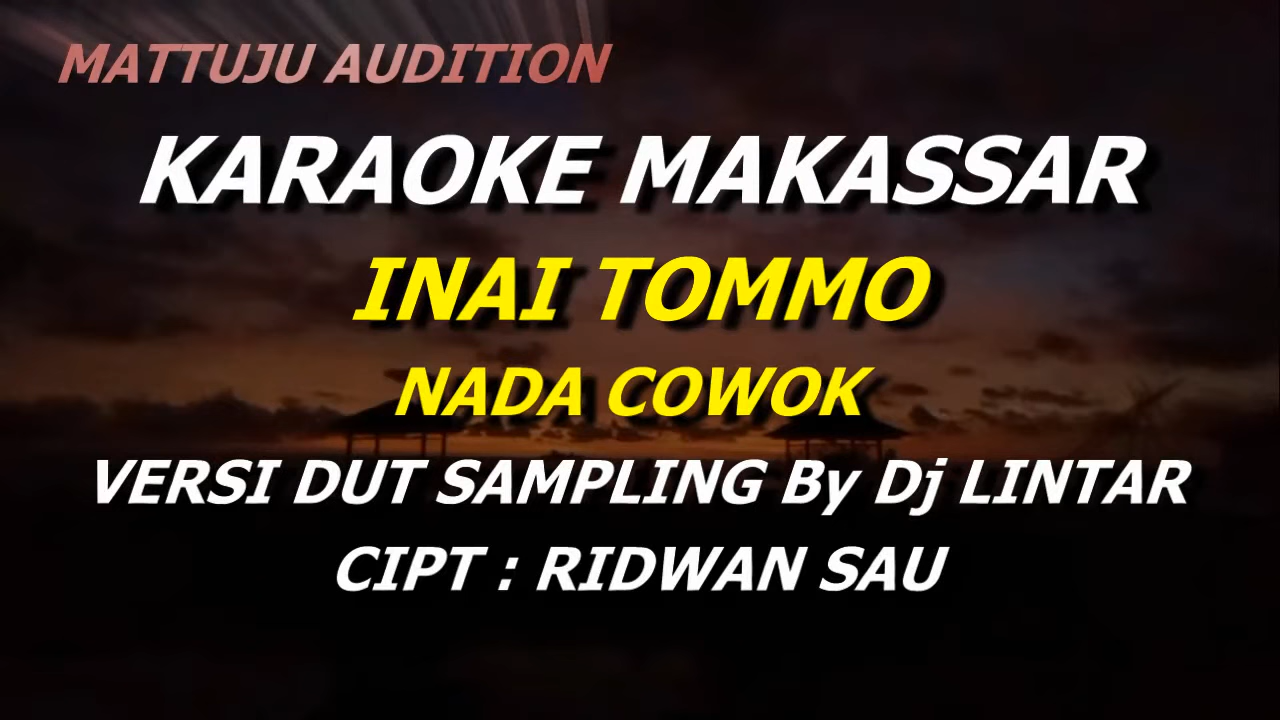 MATTUJU AUDITION
KARAOKE MAKASSAR
INAI TOMMO
NADA COWOK
VERSI DUT SAMPLING By Dj LINTAR
CIPT : RIDWAN SAU